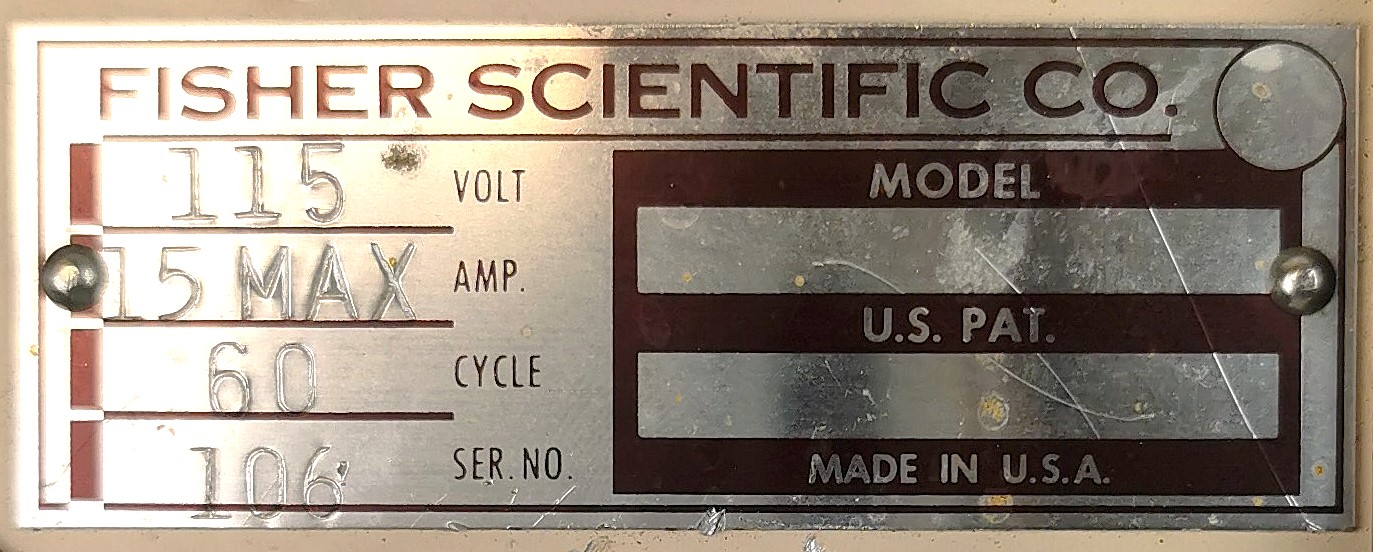 FISHER SCIENTIFIC CO.
115 VOLT
15 MAX AMP.
60 CYCLE
106 SER. NO.
MODEL
U.S. PAT.
MADE IN U.S.A.